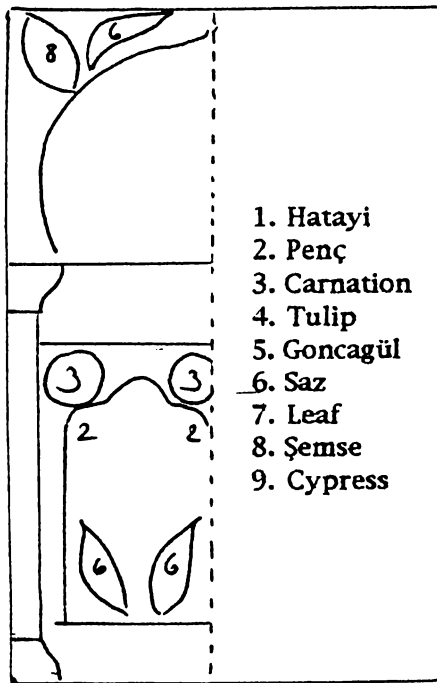 8 6
3 3
2 2
6 6
1. Hatayi
2. Penç
3. Carnation
4. Tulip
5. Goncagül
6. Saz
7. Leaf
8. Şemse
9. Cypress